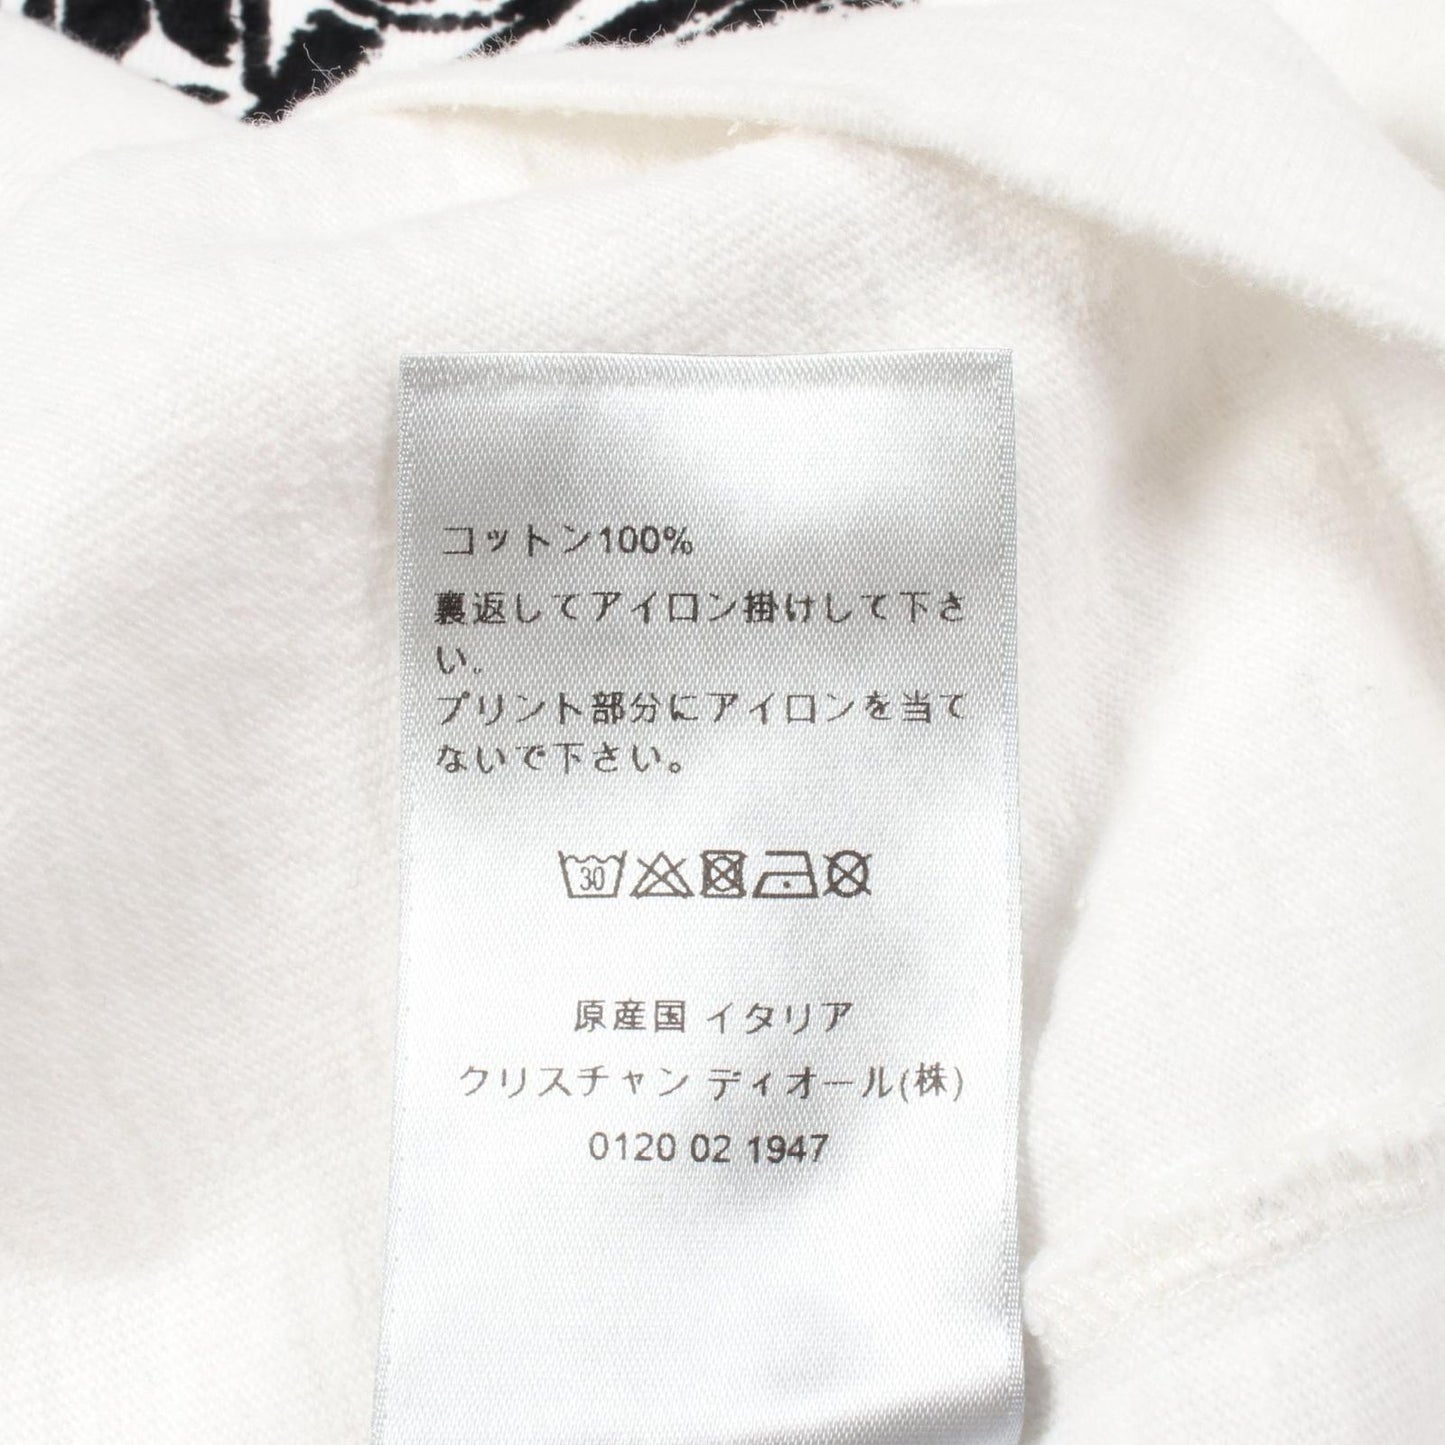 コットン100%
裏返してアイロン掛けして下さ
い。
プリント部分にアイロンを当て
ないで下さい。
30
原産国 イタリア
クリスチャン ディオール(株)
0120 02 1947